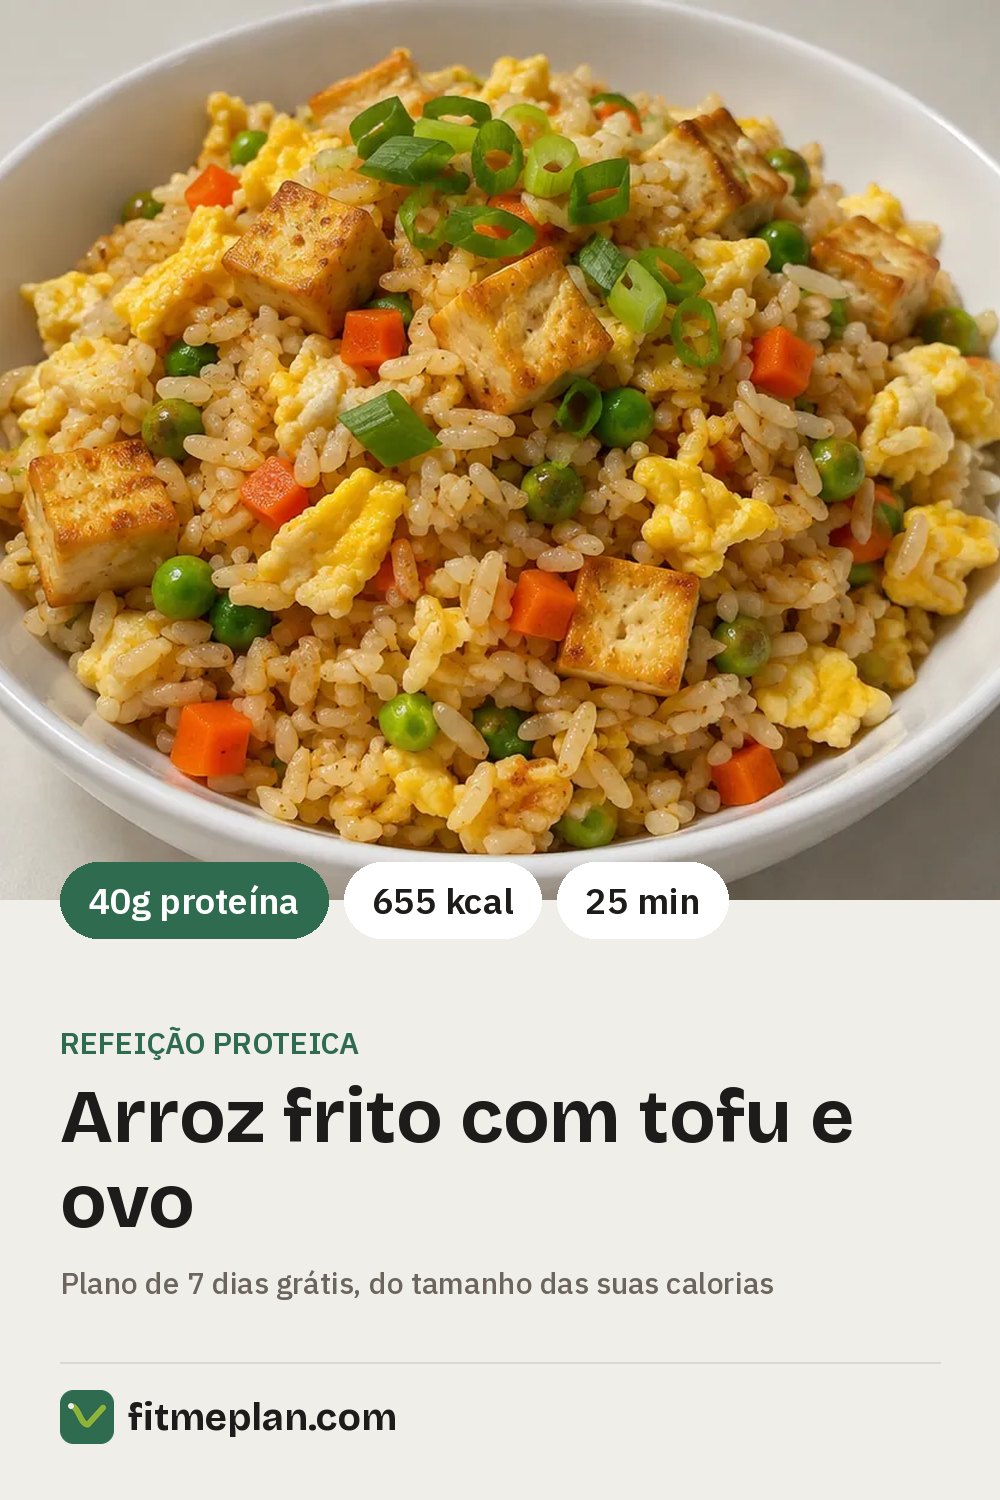 40g proteína
655 kcal
25 min
REFEIÇÃO PROTEICA
Arroz frito com tofu e
ovo
Plano de 7 dias grátis, do tamanho das suas calorias
fitmeplan.com